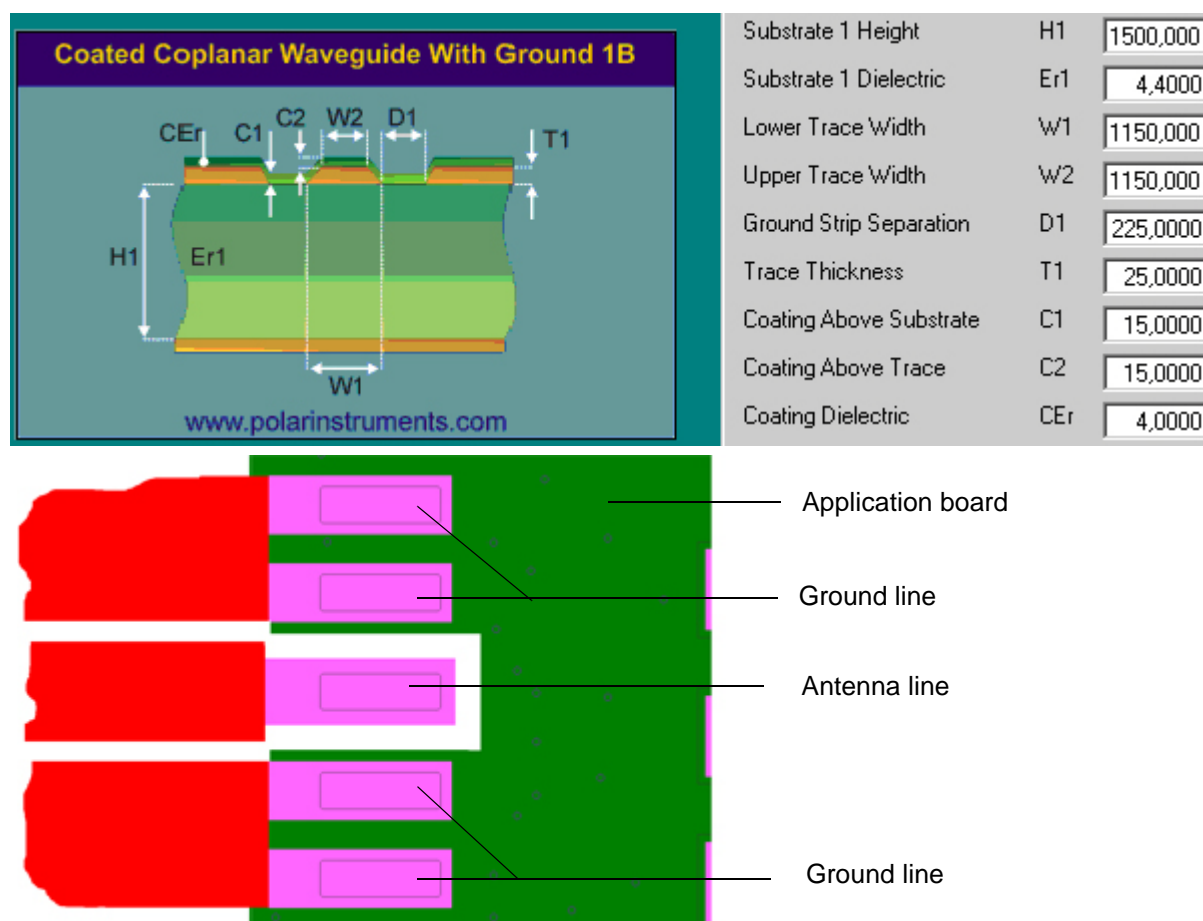 Coated Coplanar Waveguide With Ground 1B
CEr C1 C2 W2 D1 T1
H1 Er1
W1
www.polarinstruments.com
Substrate 1 Height H1 1500,000
Substrate 1 Dielectric Er1 4,4000
Lower Trace Width W1 1150,000
Upper Trace Width W2 1150,000
Ground Strip Separation D1 225,0000
Trace Thickness T1 25,0000
Coating Above Substrate C1 15,0000
Coating Above Trace C2 15,0000
Coating Dielectric CEr 4,0000
Application board
Ground line
Antenna line
Ground line